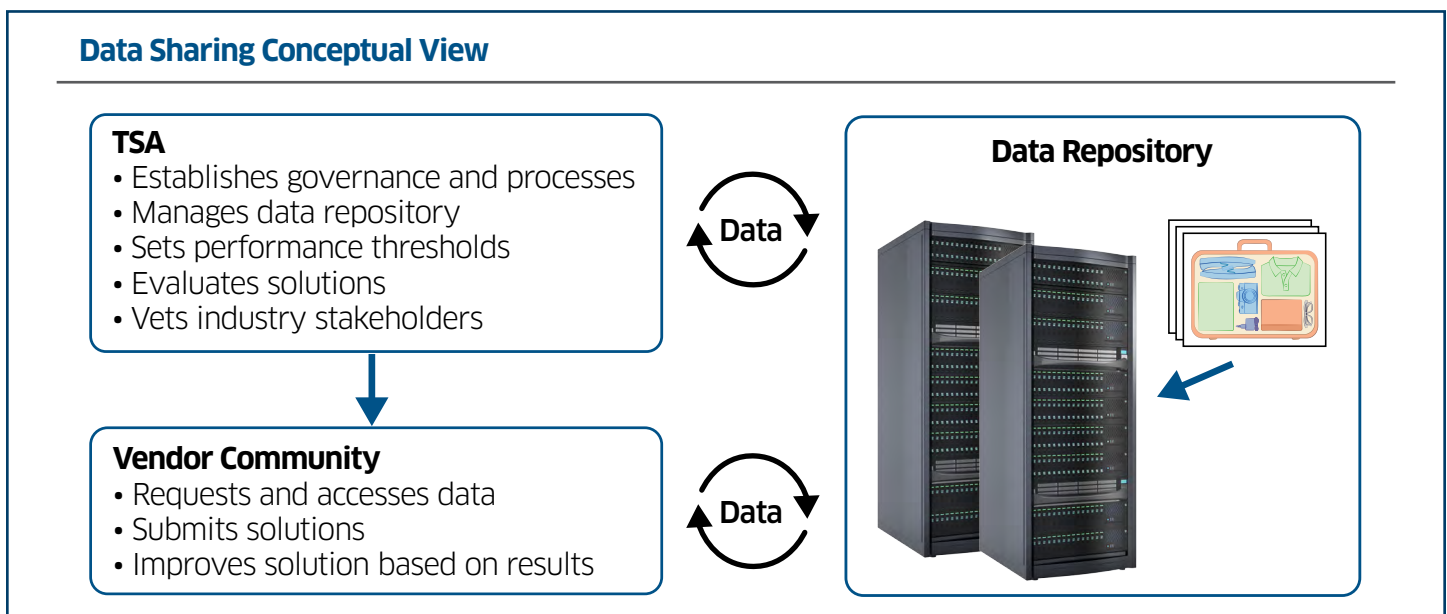 Data Sharing Conceptual View
TSA
• Establishes governance and processes
• Manages data repository
• Sets performance thresholds
• Evaluates solutions
• Vets industry stakeholders
Data
Data Repository
Vendor Community
• Requests and accesses data
• Submits solutions
• Improves solution based on results
Data